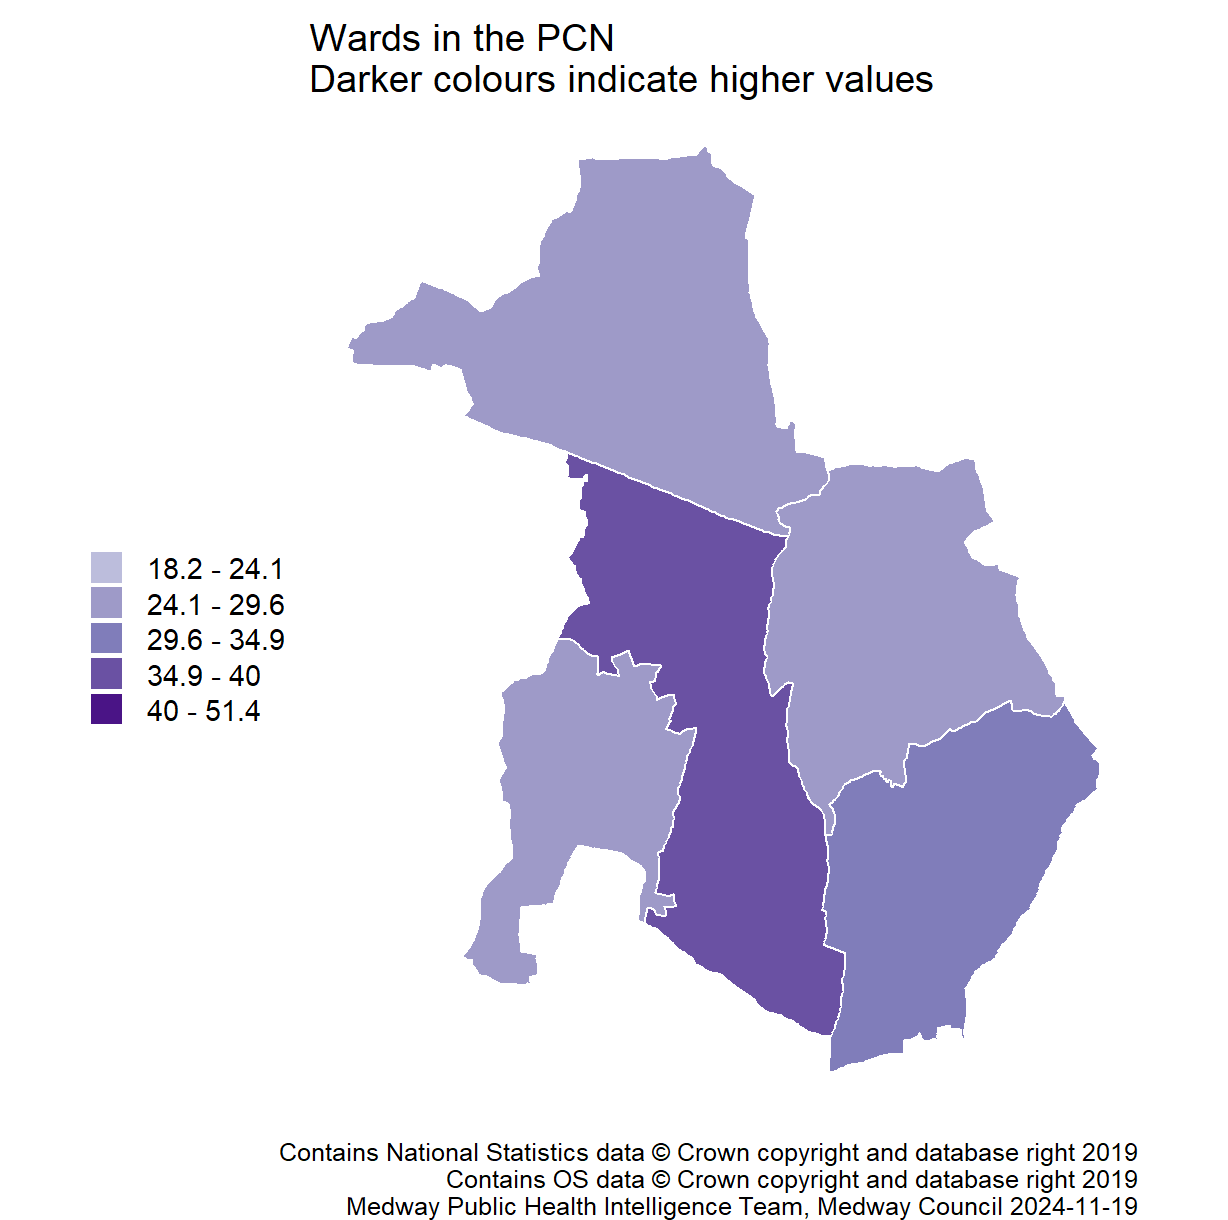 Wards in the PCN
Darker colours indicate higher values
18.2 - 24.1
24.1 - 29.6
29.6 - 34.9
34.9 - 40
40 - 51.4
Contains National Statistics data © Crown copyright and database right 2019
Contains OS data © Crown copyright and database right 2019
Medway Public Health Intelligence Team, Medway Council 2024-11-19